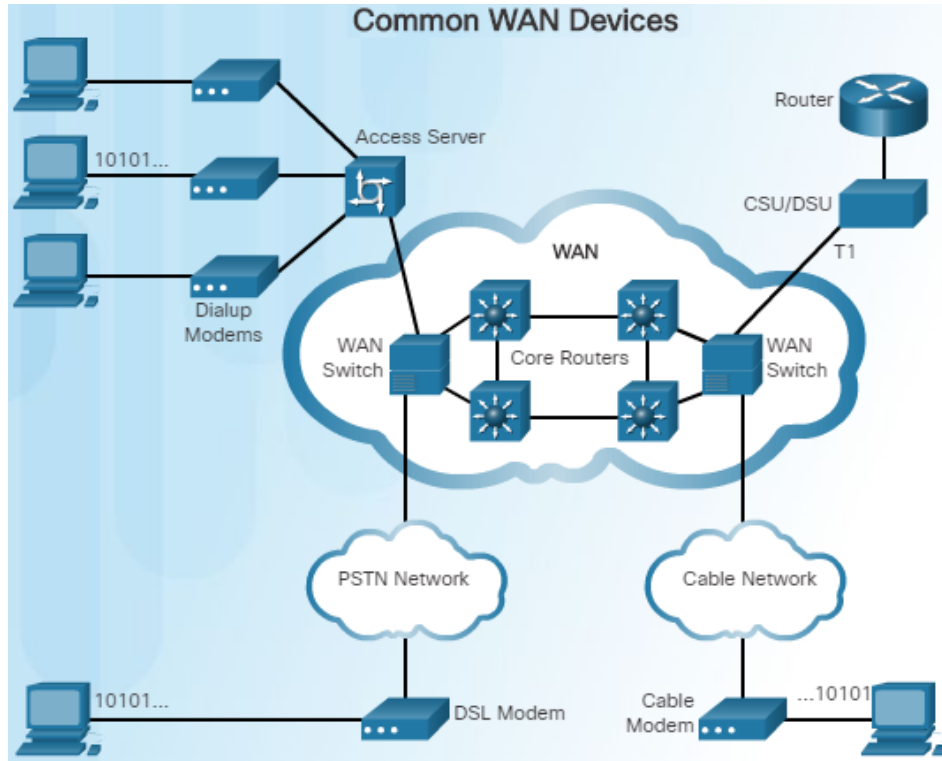 Common WAN Devices
Router
Access Server
10101...
CSU/DSU
T1
WAN
Dialup
Modems
WAN
Switch
Core Routers
WAN
Switch
PSTN Network
Cable Network
10101...
DSL Modem
Cable
Modem
...10101